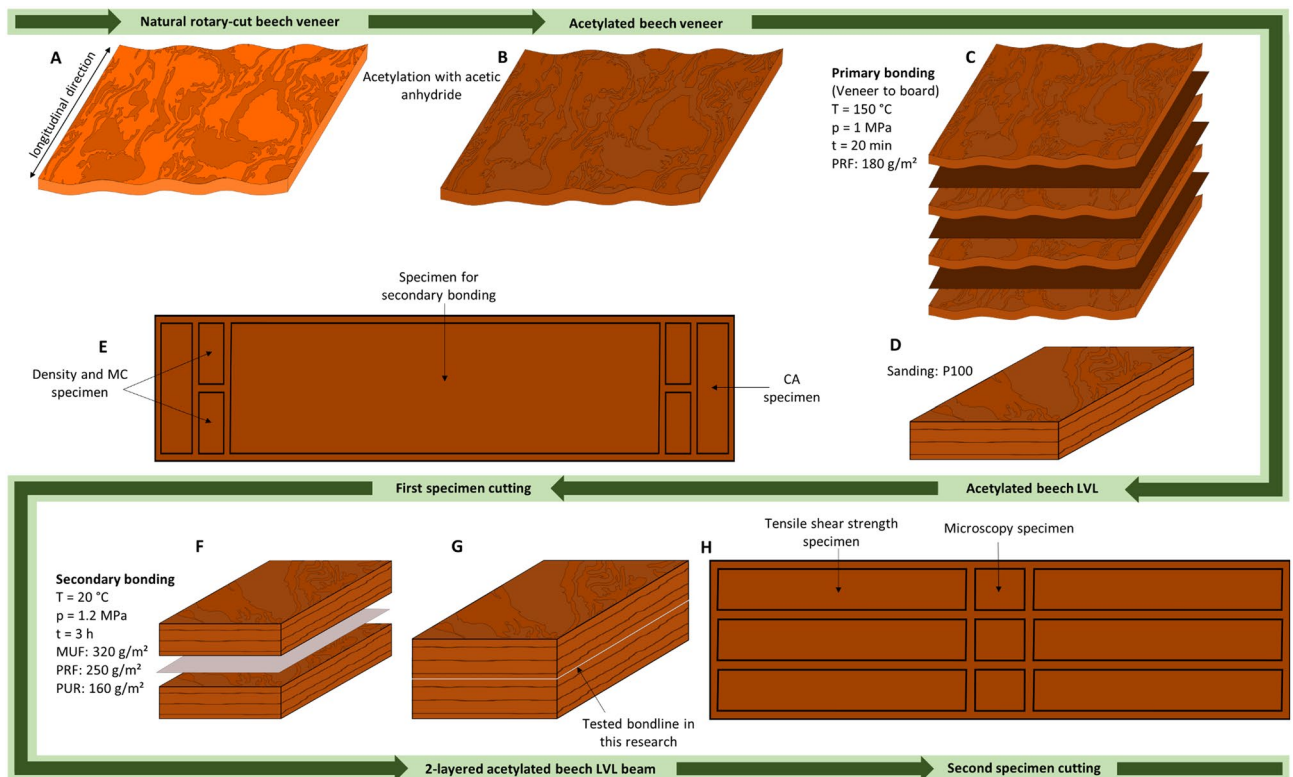 Natural rotary-cut beech veneer
Acetylated beech veneer
A
longitudinal direction
Acetylation with acetic
anhydride
B
Primary bonding
(Veneer to board)
T = 150 °C
p = 1 MPa
t = 20 min
PRF: 180 g/m²
C
D
Sanding: P100
E
Specimen for
secondary bonding
Density and MC
specimen
CA
specimen
First specimen cutting
Acetylated beech LVL
F
Secondary bonding
T = 20 °C
p = 1.2 MPa
t = 3 h
MUF: 320 g/m²
PRF: 250 g/m²
PUR: 160 g/m²
G
Tested bondline in
this research
H
Tensile shear strength
specimen
Microscopy specimen
2-layered acetylated beech LVL beam
Second specimen cutting